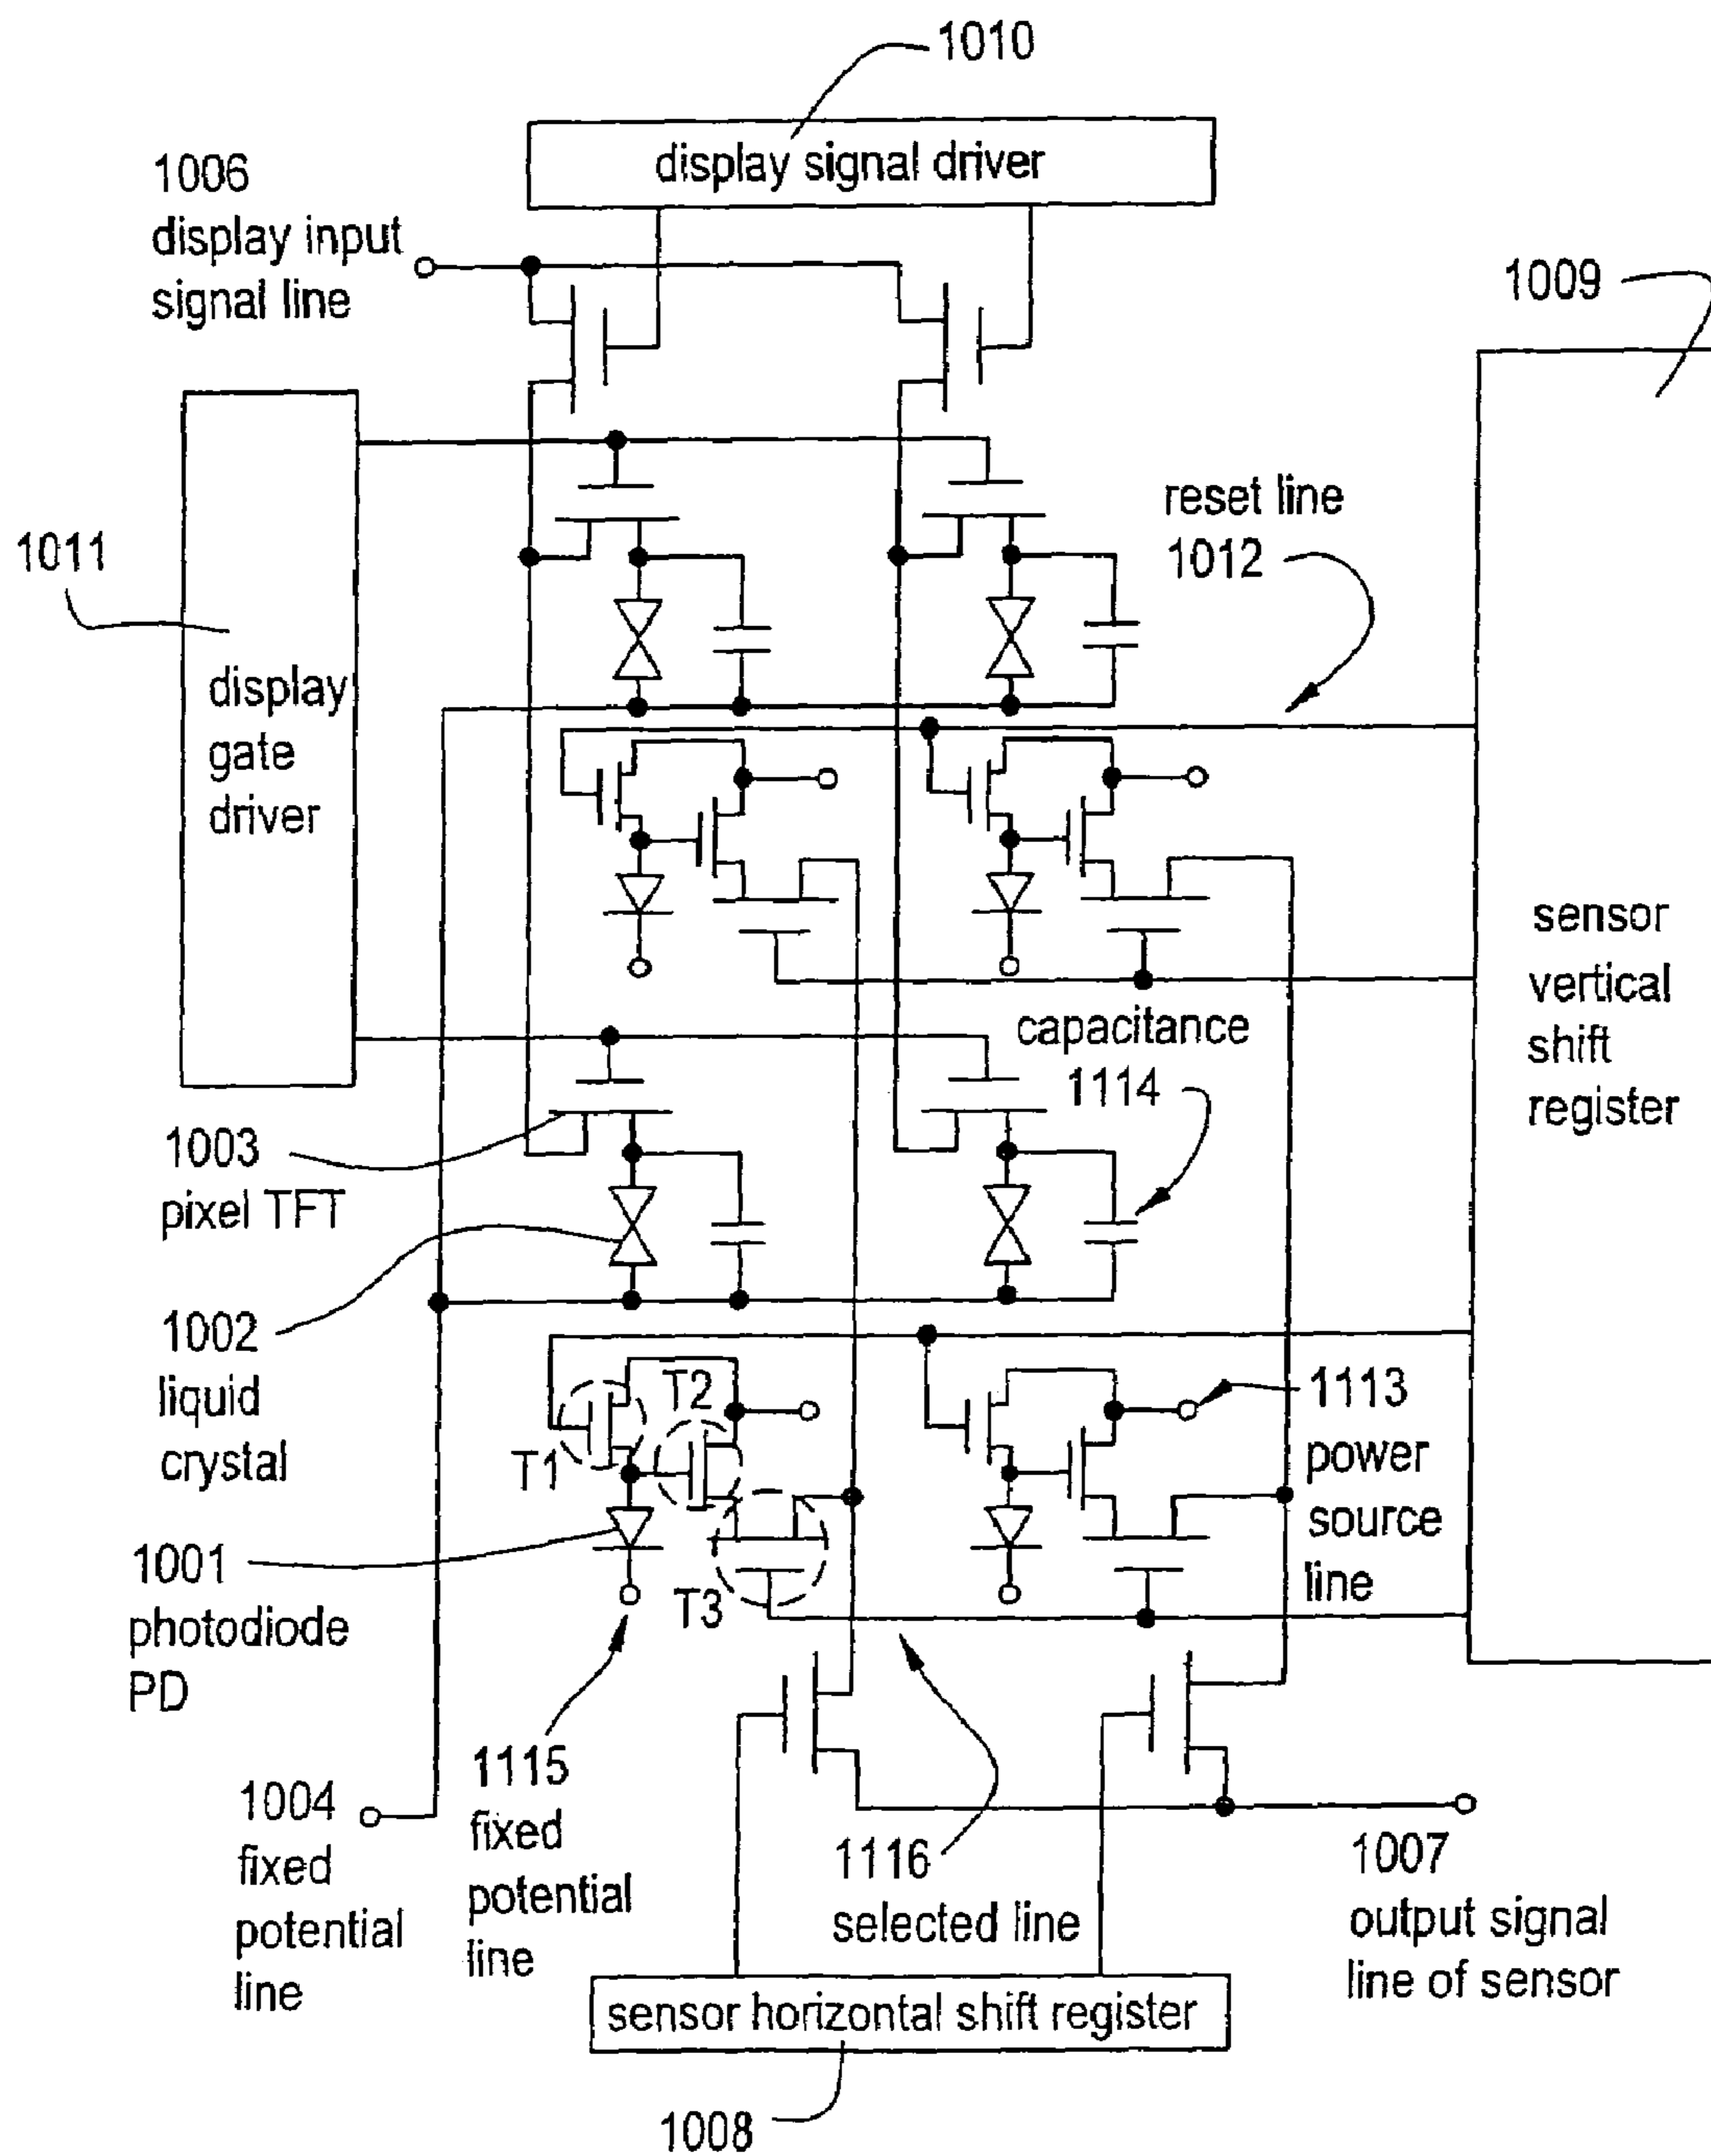 1010
display signal driver
1006
display input
signal line
1009
reset line
1012
1011
display
gate
driver
sensor
vertical
shift
register
capacitance
1114
1003
pixel TFT
1002
liquid
crystal
T1
T2
T3
1113
power
source
line
1001
photodiode
PD
1004
fixed
potential
line
1115
fixed
potential
line
1116
selected line
1007
output signal
line of sensor
sensor horizontal shift register
1008